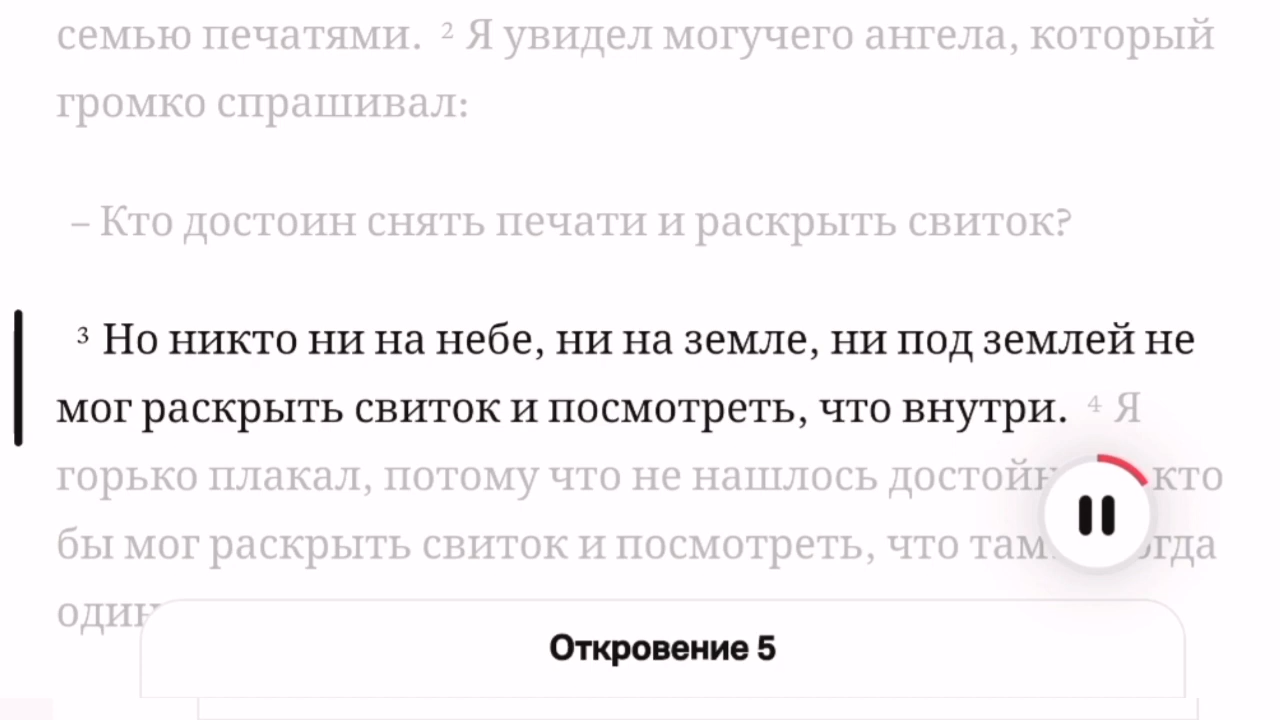 семью печатями. 2 Я увидел могучего ангела, который
громко спрашивал:
– Кто достоин снять печати и раскрыть свиток?
3 Но никто ни на небе, ни на земле, ни под землей не
мог раскрыть свиток и посмотреть, что внутри. 4 Я
горько плакал, потому что не нашлось кто
бы мог раскрыть свиток и посмотреть, что
Откровение 5